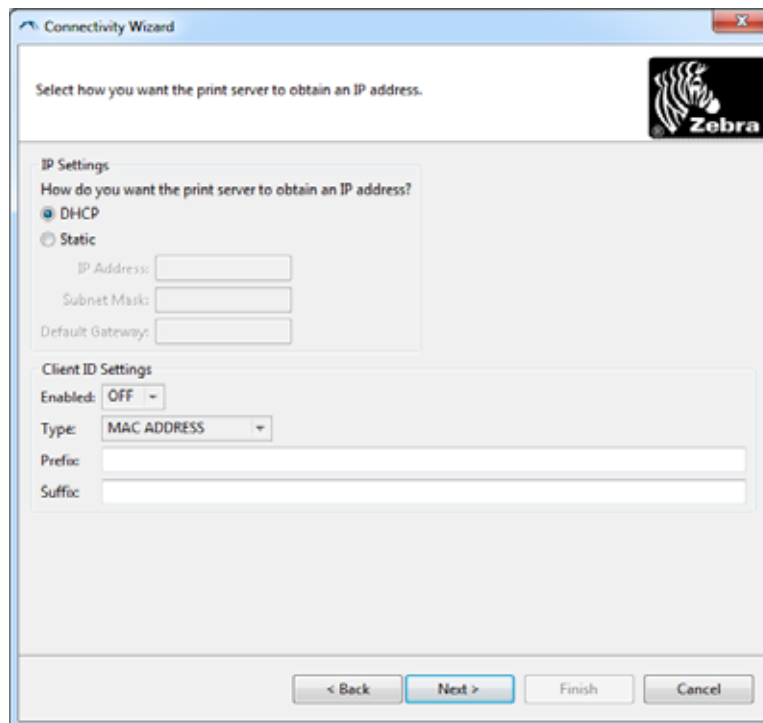 Connectivity Wizard
Select how you want the print server to obtain an IP address.
® Zebra
IP Settings
How do you want the print server to obtain an IP address?
DHCP
Static
IP Address:
Subnet Mask:
Default Gateway:
Client ID Settings
Enabled: OFF
Type: MAC ADDRESS
Prefix:
Suffix:
< Back Next > Finish Cancel